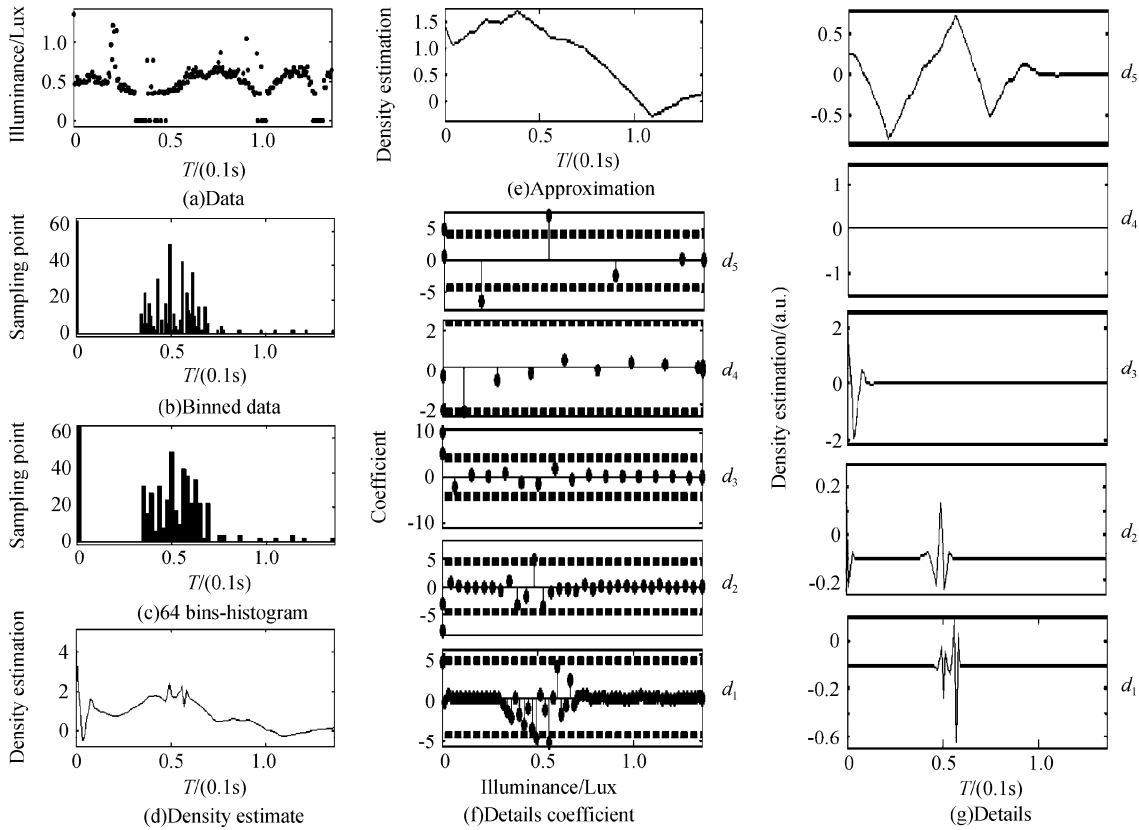 Illuminance/Lux
1.5
1.0
0.5
0
0
0.5
1.0
T/(0.1s)
(a)Data
Sampling point
60
40
20
0
0
0.5
1.0
T/(0.1s)
(b)Binned data
Sampling point
60
40
20
0
0
0.5
1.0
T/(0.1s)
(c)64 bins-histogram
Density estimation
4
2
0
0
0.5
1.0
T/(0.1s)
(d)Density estimate
Density estimation
1.5
1.0
0.5
0
0
0.5
1.0
T/(0.1s)
(e)Approximation
Coefficient
5
0
-5
d5
2
0
-2
d4
10
5
0
-10
d3
5
0
-5
d2
5
0
-5
d1
Illuminance/Lux
(f)Details coefficient
Density estimation/(a.u.)
0.5
0
-0.5
d5
1
0
-1
d4
2
0
-2
d3
0.2
0
-0.2
d2
0
-0.2
-0.6
d1
0
0.5
1.0
T/(0.1s)
(g)Details